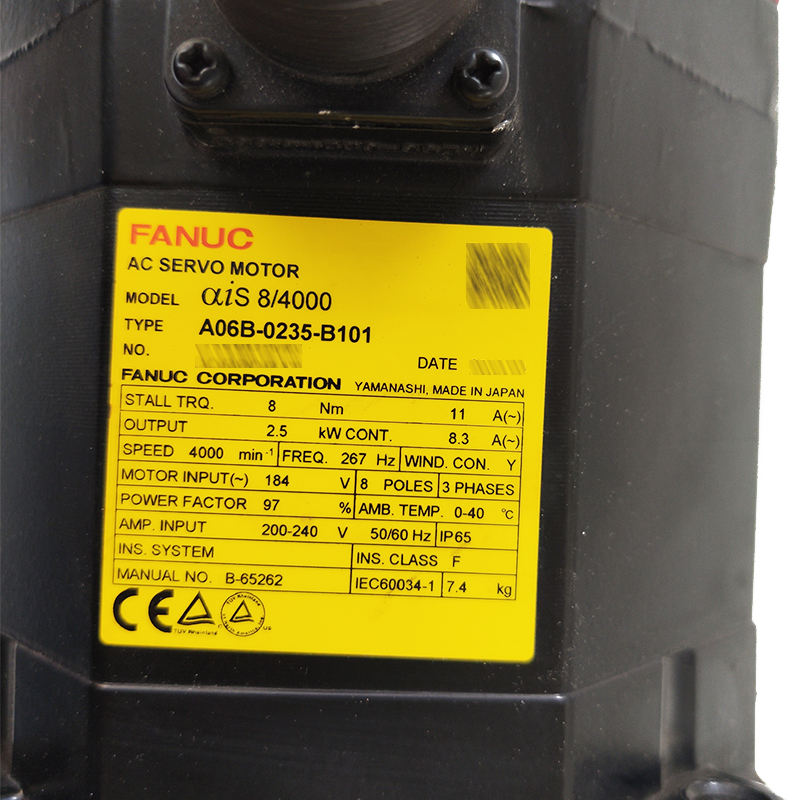 FANUC
AC SERVO MOTOR
MODEL αiS 8/4000
TYPE A06B-0235-B101
NO.
DATE
FANUC CORPORATION YAMANASHI, MADE IN JAPAN
STALL TRQ. 8 Nm 11 A(~)
OUTPUT 2.5 kW CONT. 8.3 A(~)
SPEED 4000 min-1 FREQ. 267 Hz WIND. CON. Y
MOTOR INPUT(~) 184 V 8 POLES 3 PHASES
POWER FACTOR 97 % AMB. TEMP. 0-40 °C
AMP. INPUT 200-240 V 50/60 Hz IP65
INS. SYSTEM INS. CLASS F
MANUAL NO. B-65262 IEC60034-1 7.4 kg
CE TUV Rheinland US